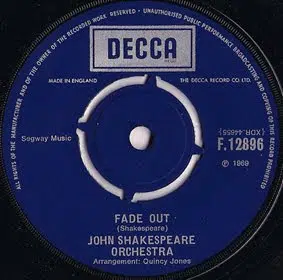 ALL RIGHTS OF THE MANUFACTURER AND OF THE OWNER OF THE RECORDED WORK RESERVED • UNAUTHORISED PUBLIC PERFORMANCE BROADCASTING AND COPYING OF THIS RECORD PROHIBITED
DECCA
MADE IN ENGLAND
THE DECCA RECORD CO. LTD.
Segway Music
(XDR.44655)
F.12896
℗ 1969
FADE OUT
(Shakespeare)
JOHN SHAKESPEARE
ORCHESTRA
Arrangement: Quincy Jones